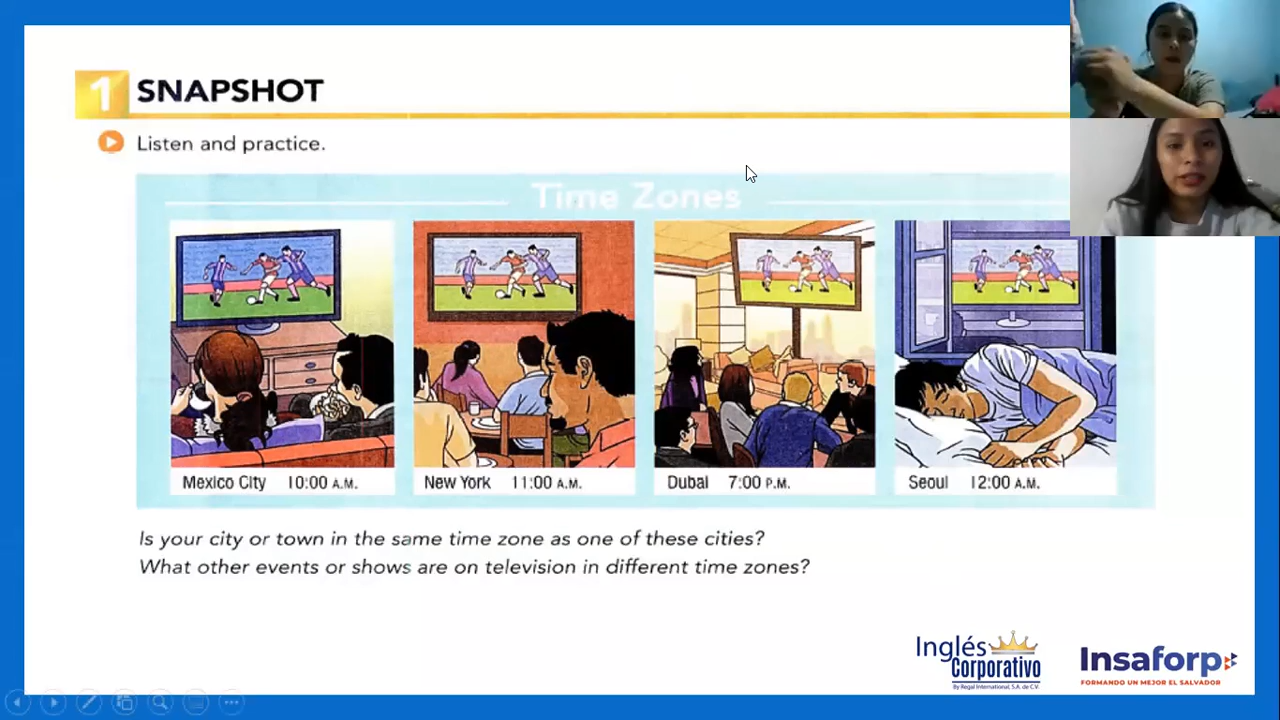 1 SNAPSHOT
Listen and practice.
Time Zones
Mexico City 10:00 A.M.
New York 11:00 A.M.
Dubai 7:00 P.M.
Seoul 12:00 A.M.
Is your city or town in the same time zone as one of these cities?
What other events or shows are on television in different time zones?
Inglés
Corporativo
By Regal International, S.A. de C.V.
Insaforp
FORMANDO UN MEJOR EL SALVADOR